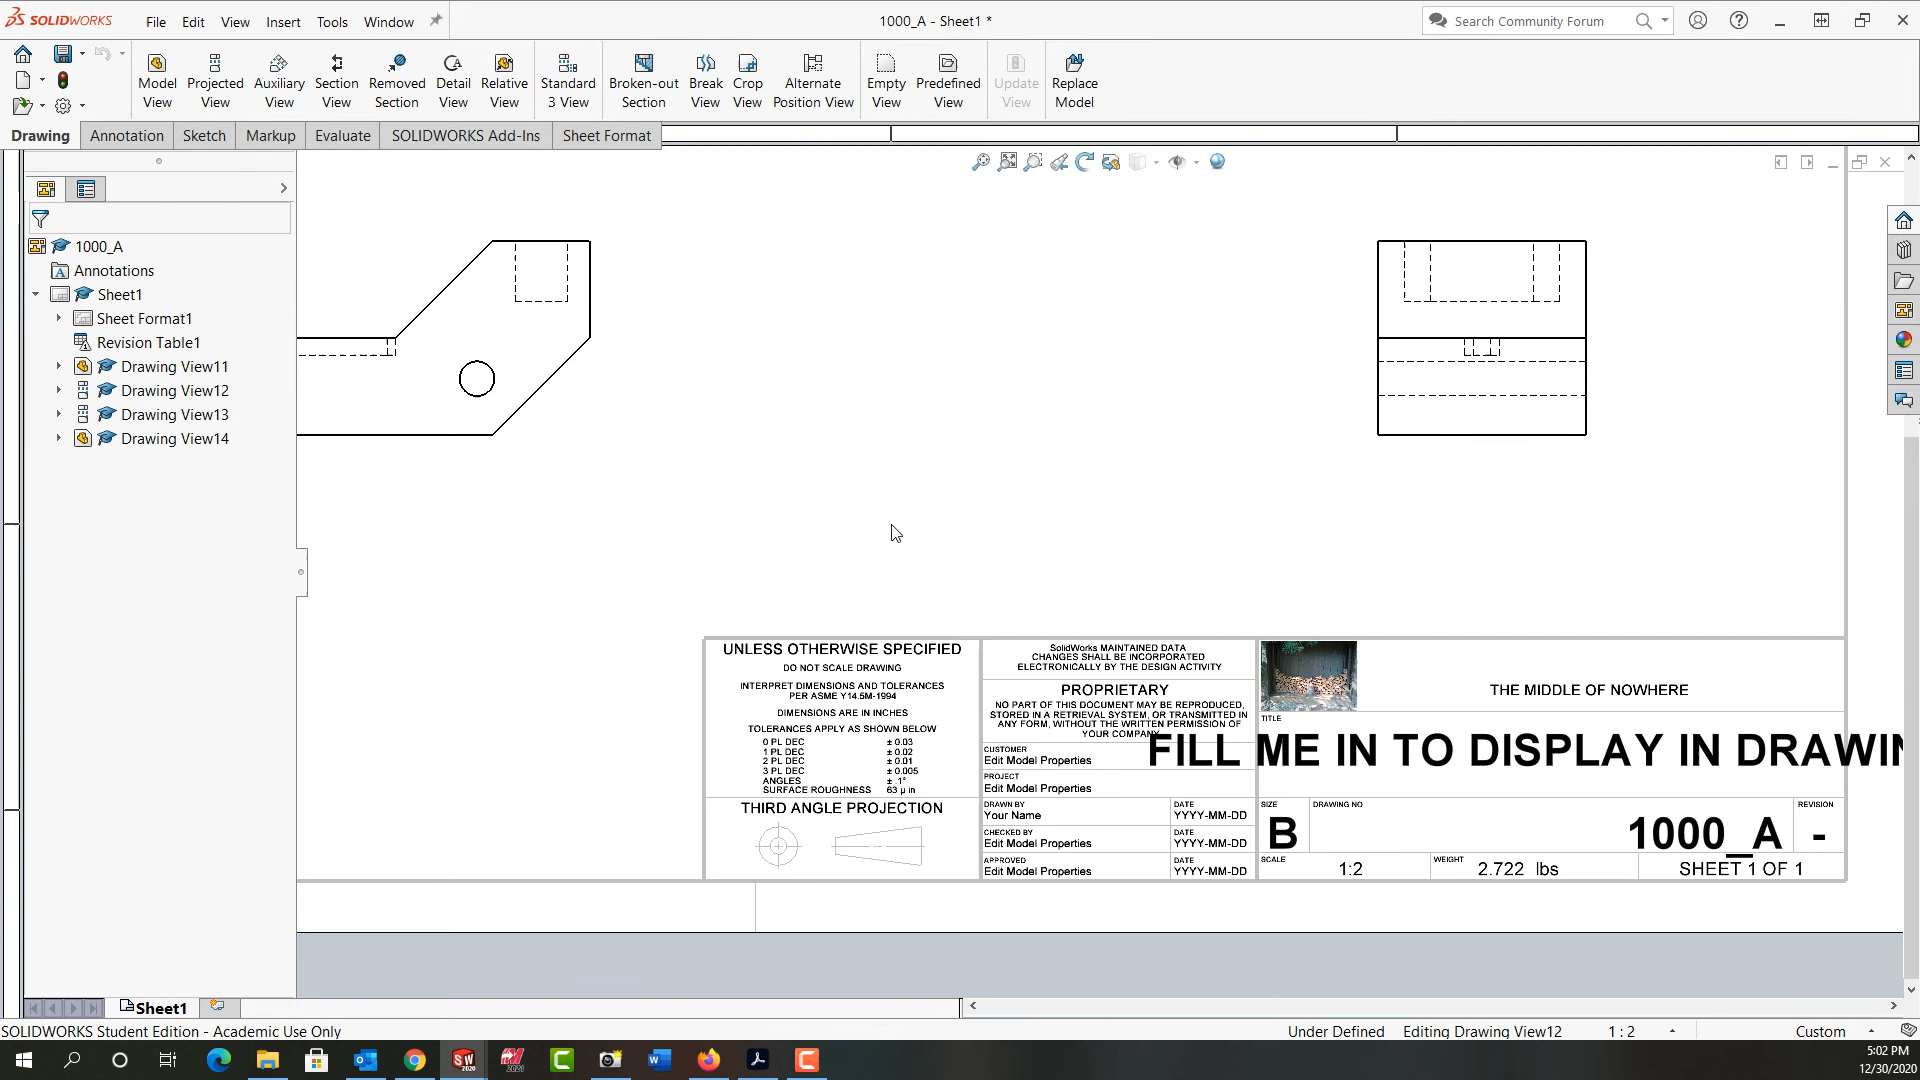 SOLIDWORKS
File Edit View Insert Tools Window
1000_A - Sheet1 *
Search Community Forum
Model View
Projected View
Auxiliary View
Section View
Removed Section
Detail View
Relative View
Standard 3 View
Broken-out Section
Break View
Crop View
Alternate Position View
Empty View
Predefined View
Update View
Replace Model
Drawing Annotation Sketch Markup Evaluate SOLIDWORKS Add-Ins Sheet Format
1000_A
Annotations
Sheet1
Sheet Format1
Revision Table1
Drawing View11
Drawing View12
Drawing View13
Drawing View14
UNLESS OTHERWISE SPECIFIED
DO NOT SCALE DRAWING
INTERPRET DIMENSIONS AND TOLERANCES
PER ASME Y14.5M-1994
DIMENSIONS ARE IN INCHES
TOLERANCES APPLY AS SHOWN BELOW
0 PL DEC ± 0.03
1 PL DEC ± 0.02
2 PL DEC ± 0.01
3 PL DEC ± 0.005
ANGLES ± .1°
SURFACE ROUGHNESS 63 µ in
THIRD ANGLE PROJECTION
SolidWorks MAINTAINED DATA
CHANGES SHALL BE INCORPORATED
ELECTRONICALLY BY THE DESIGN ACTIVITY
PROPRIETARY
NO PART OF THIS DOCUMENT MAY BE REPRODUCED,
STORED IN A RETRIEVAL SYSTEM, OR TRANSMITTED IN
ANY FORM, WITHOUT THE WRITTEN PERMISSION OF
YOUR COMPANY
CUSTOMER
Edit Model Properties
PROJECT
Edit Model Properties
DRAWN BY DATE
Your Name YYYY-MM-DD
CHECKED BY DATE
Edit Model Properties YYYY-MM-DD
APPROVED DATE
Edit Model Properties YYYY-MM-DD
THE MIDDLE OF NOWHERE
TITLE
FILL ME IN TO DISPLAY IN DRAWIN
SIZE DRAWING NO REVISION
B 1000_A -
SCALE 1:2 WEIGHT 2.722 lbs SHEET 1 OF 1
Sheet1
SOLIDWORKS Student Edition - Academic Use Only
Under Defined Editing Drawing View12 1 : 2 Custom
5:02 PM
12/30/2020